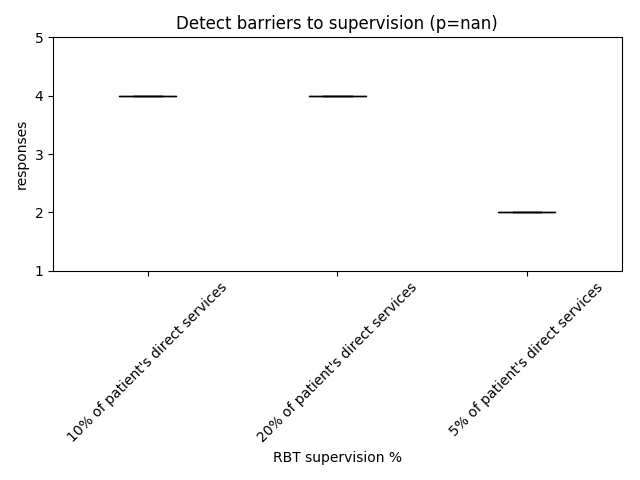 Detect barriers to supervision (p=nan)
5
4
3
2
1
responses
10% of patient's direct services
20% of patient's direct services
5% of patient's direct services
RBT supervision %